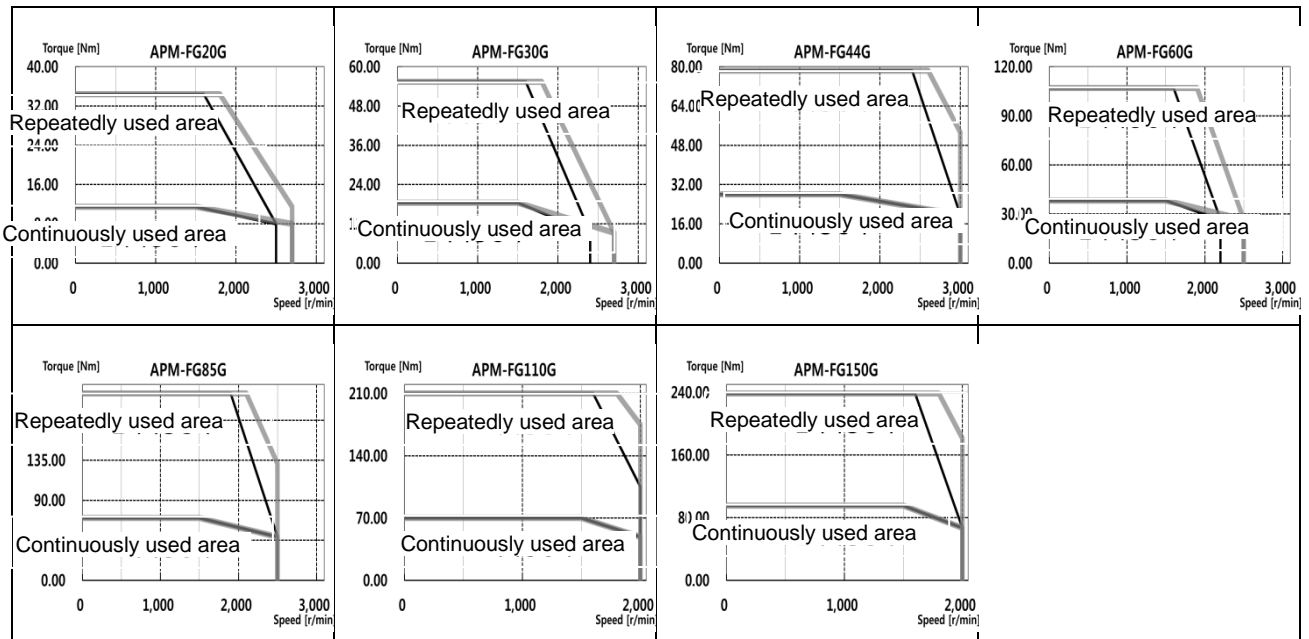 Torque [Nm] APM-FG20G
40.00
32.00
Repeatedly used area
24.00
16.00
8.00
Continuously used area
0.00
0 1,000 2,000 3,000
Speed [r/min]
Torque [Nm] APM-FG30G
60.00
48.00
Repeatedly used area
36.00
24.00
Continuously used area
0.00
0 1,000 2,000 3,000
Speed [r/min]
Torque [Nm] APM-FG44G
80.00
64.00
Repeatedly used area
48.00
32.00
16.00
Continuously used area
0.00
0 1,000 2,000 3,000
Speed [r/min]
Torque [Nm] APM-FG60G
120.00
90.00
Repeatedly used area
60.00
30.00
Continuously used area
0.00
0 1,000 2,000 3,000
Speed [r/min]
Torque [Nm] APM-FG85G
Repeatedly used area
135.00
90.00
Continuously used area
0.00
0 1,000 2,000 3,000
Speed [r/min]
Torque [Nm] APM-FG110G
210.00
Repeatedly used area
140.00
70.00
Continuously used area
0.00
0 1,000 2,000
Speed [r/min]
Torque [Nm] APM-FG150G
240.00
Repeatedly used area
160.00
80.00
Continuously used area
0.00
0 1,000 2,000
Speed [r/min]